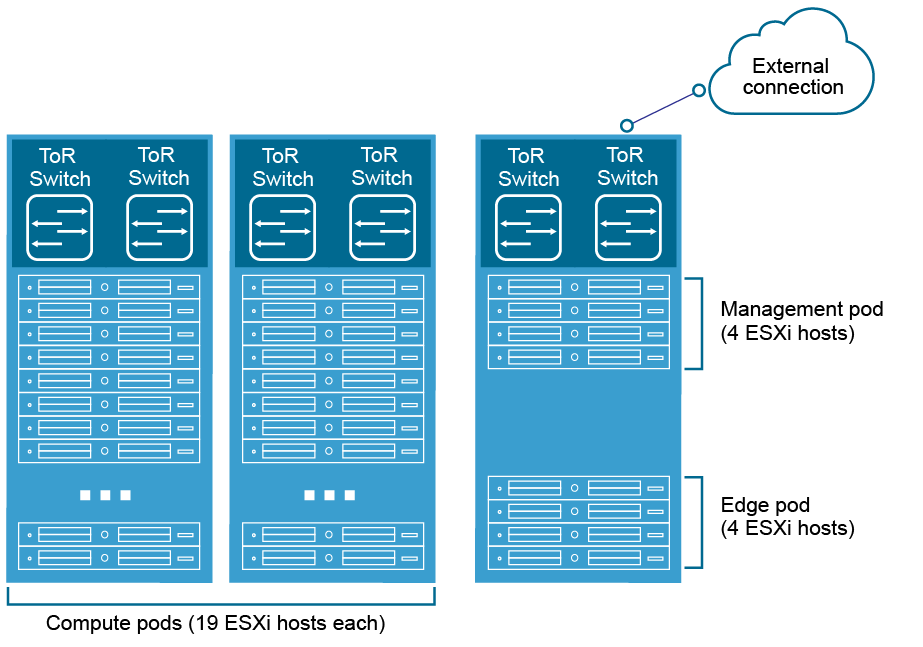 External
connection
ToR
Switch
ToR
Switch
ToR
Switch
ToR
Switch
ToR
Switch
ToR
Switch
Management pod
(4 ESXi hosts)
Edge pod
(4 ESXi hosts)
Compute pods (19 ESXi hosts each)